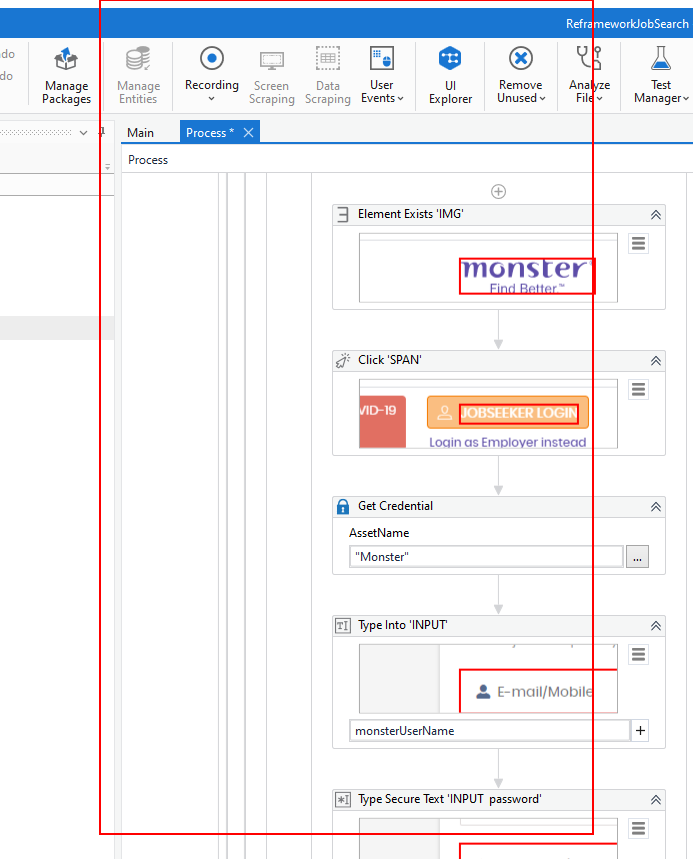 ReframeworkJobSearch
do
do
Manage Packages
Manage Entities
Recording
Screen Scraping
Data Scraping
User Events
UI Explorer
Remove Unused
Analyze File
Test Manager
Main
Process *
Process
Element Exists 'IMG'
monster
Find Better.™
Click 'SPAN'
VID-19
JOBSEEKER LOGIN
Login as Employer instead
Get Credential
AssetName
"Monster"
...
Type Into 'INPUT'
E-mail/Mobile
monsterUserName
+
Type Secure Text 'INPUT password'